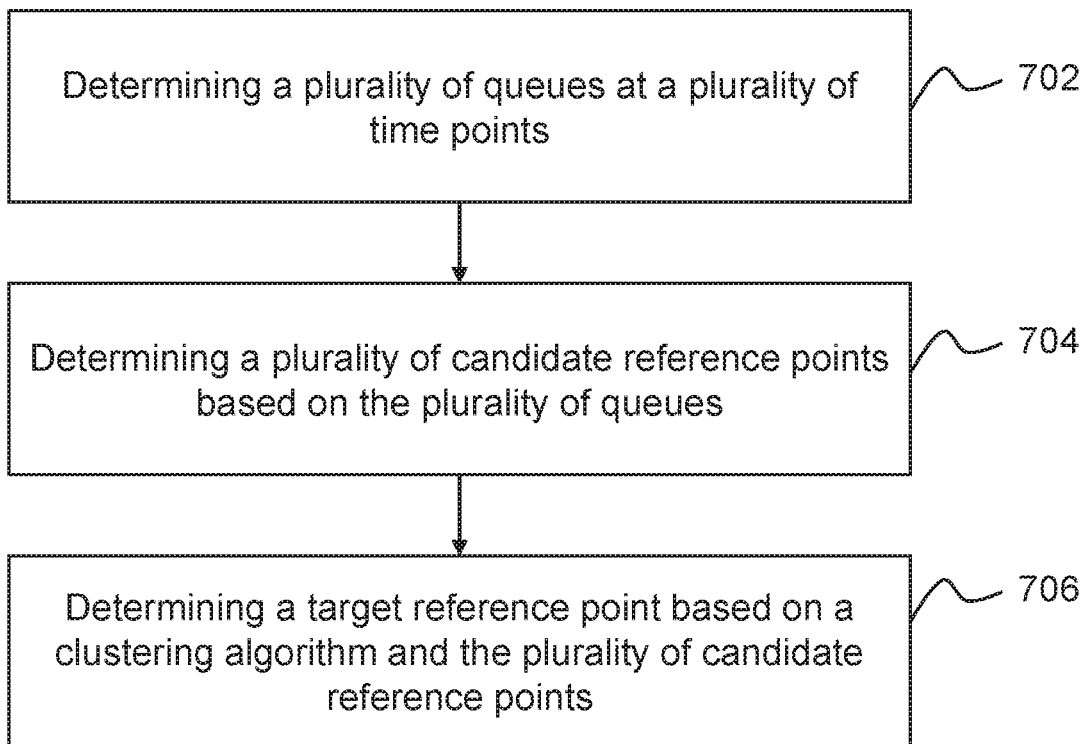 Determining a plurality of queues at a plurality of
time points
702
Determining a plurality of candidate reference points
based on the plurality of queues
704
Determining a target reference point based on a
clustering algorithm and the plurality of candidate
reference points
706